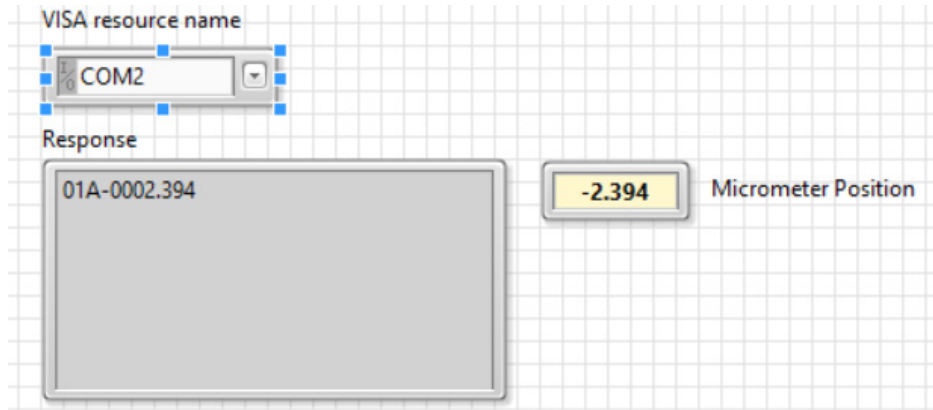 VISA resource name
I/O COM2
Response
01A-0002.394
-2.394 Micrometer Position